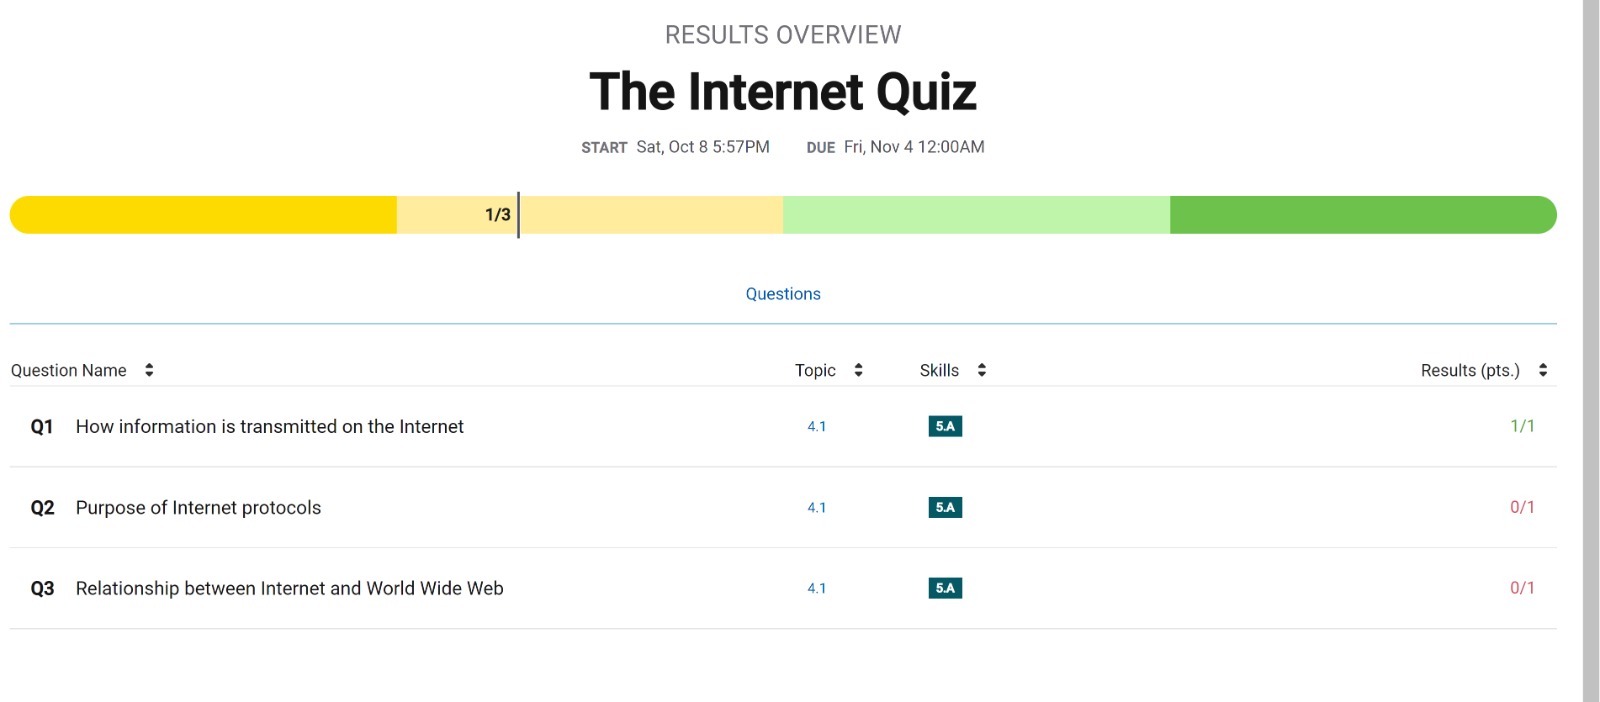 RESULTS OVERVIEW
The Internet Quiz
START Sat, Oct 8 5:57PM DUE Fri, Nov 4 12:00AM
1/3
Questions
Question Name Topic Skills Results (pts.)
Q1 How information is transmitted on the Internet 4.1 5.A 1/1
Q2 Purpose of Internet protocols 4.1 5.A 0/1
Q3 Relationship between Internet and World Wide Web 4.1 5.A 0/1